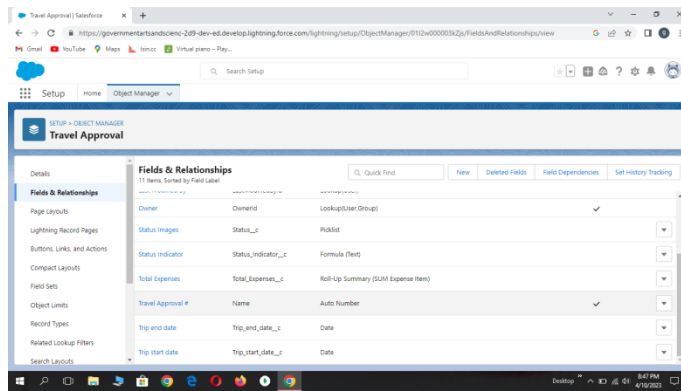 Travel Approval | Salesforce
https://governmentartsandscienc-2d9-dev-ed.develop.lightning.force.com/lightning/setup/ObjectManager/01I2w000003kZjs/FieldsAndRelationships/view
Gmail YouTube Maps Virtual piano – Play...
Search Setup
Setup Home Object Manager
SETUP > OBJECT MANAGER
Travel Approval
Details
Fields & Relationships
Page Layouts
Lightning Record Pages
Buttons, Links, and Actions
Compact Layouts
Field Sets
Object Limits
Record Types
Related Lookup Filters
Search Layouts
Fields & Relationships
11 Items, Sorted by Field Label
Quick Find New Deleted Fields Field Dependencies Set History Tracking
Owner OwnerId Lookup(User,Group)
Status Images Status__c Picklist
Status Indicator Status_Indicator__c Formula (Text)
Total Expenses Total_Expenses__c Roll-Up Summary (SUM Expense Item)
Travel Approval # Name Auto Number
Trip end date Trip_end_date__c Date
Trip start date Trip_start_date__c Date
Desktop 8:47 PM
4/10/2023